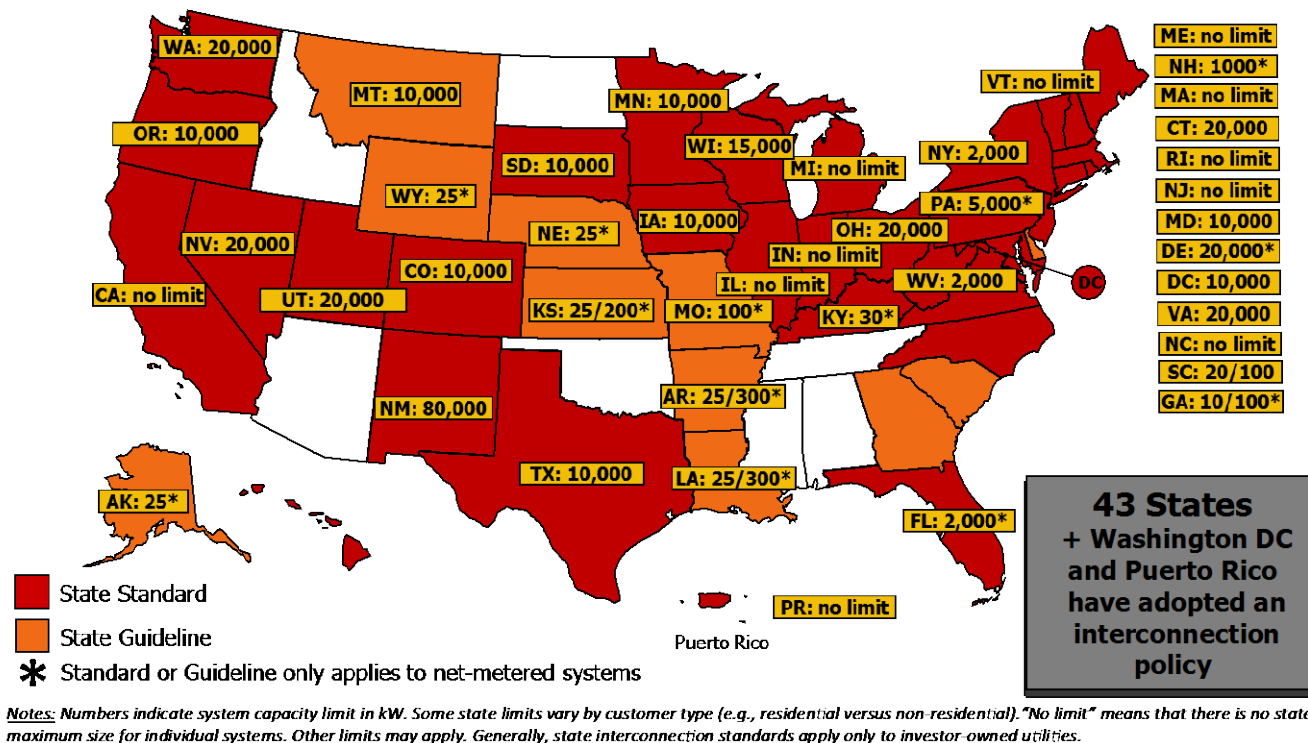 WA: 20,000
MT: 10,000
MN: 10,000
VT: no limit
ME: no limit
NH: 1000*
MA: no limit
OR: 10,000
CT: 20,000
WI: 15,000
NY: 2,000
SD: 10,000
MI: no limit
RI: no limit
WY: 25*
NJ: no limit
PA: 5,000*
IA: 10,000
MD: 10,000
NE: 25*
OH: 20,000
NV: 20,000
DE: 20,000*
IN: no limit
CO: 10,000
DC
DC: 10,000
CA: no limit
IL: no limit
WV: 2,000
UT: 20,000
KS: 25/200*
MO: 100*
KY: 30*
VA: 20,000
NC: no limit
SC: 20/100
AR: 25/300*
GA: 10/100*
NM: 80,000
TX: 10,000
LA: 25/300*
AK: 25*
FL: 2,000*
43 States
+ Washington DC
and Puerto Rico
have adopted an
interconnection
policy
State Standard
PR: no limit
State Guideline
Puerto Rico
* Standard or Guideline only applies to net-metered systems
Notes: Numbers indicate system capacity limit in kW. Some state limits vary by customer type (e.g., residential versus non-residential). "No limit" means that there is no state
maximum size for individual systems. Other limits may apply. Generally, state interconnection standards apply only to investor-owned utilities.